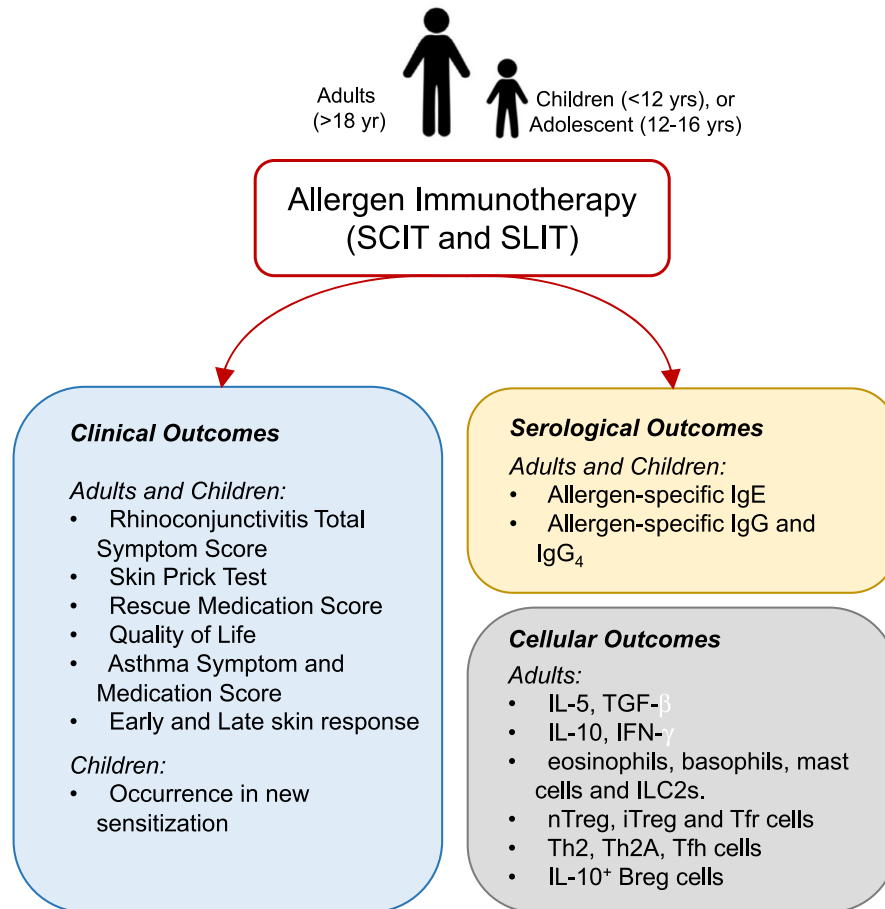 Adults
(>18 yr)
Children (<12 yrs), or
Adolescent (12-16 yrs)
Allergen Immunotherapy
(SCIT and SLIT)
Clinical Outcomes
Adults and Children:
• Rhinoconjunctivitis Total
Symptom Score
• Skin Prick Test
• Rescue Medication Score
• Quality of Life
• Asthma Symptom and
Medication Score
• Early and Late skin response
Children:
• Occurrence in new
sensitization
Serological Outcomes
Adults and Children:
• Allergen-specific IgE
• Allergen-specific IgG and
IgG₄
Cellular Outcomes
Adults:
• IL-5, TGF-β
• IL-10, IFN-γ
• eosinophils, basophils, mast
cells and ILC2s.
• nTreg, iTreg and Tfr cells
• Th2, Th2A, Tfh cells
• IL-10⁺ Breg cells